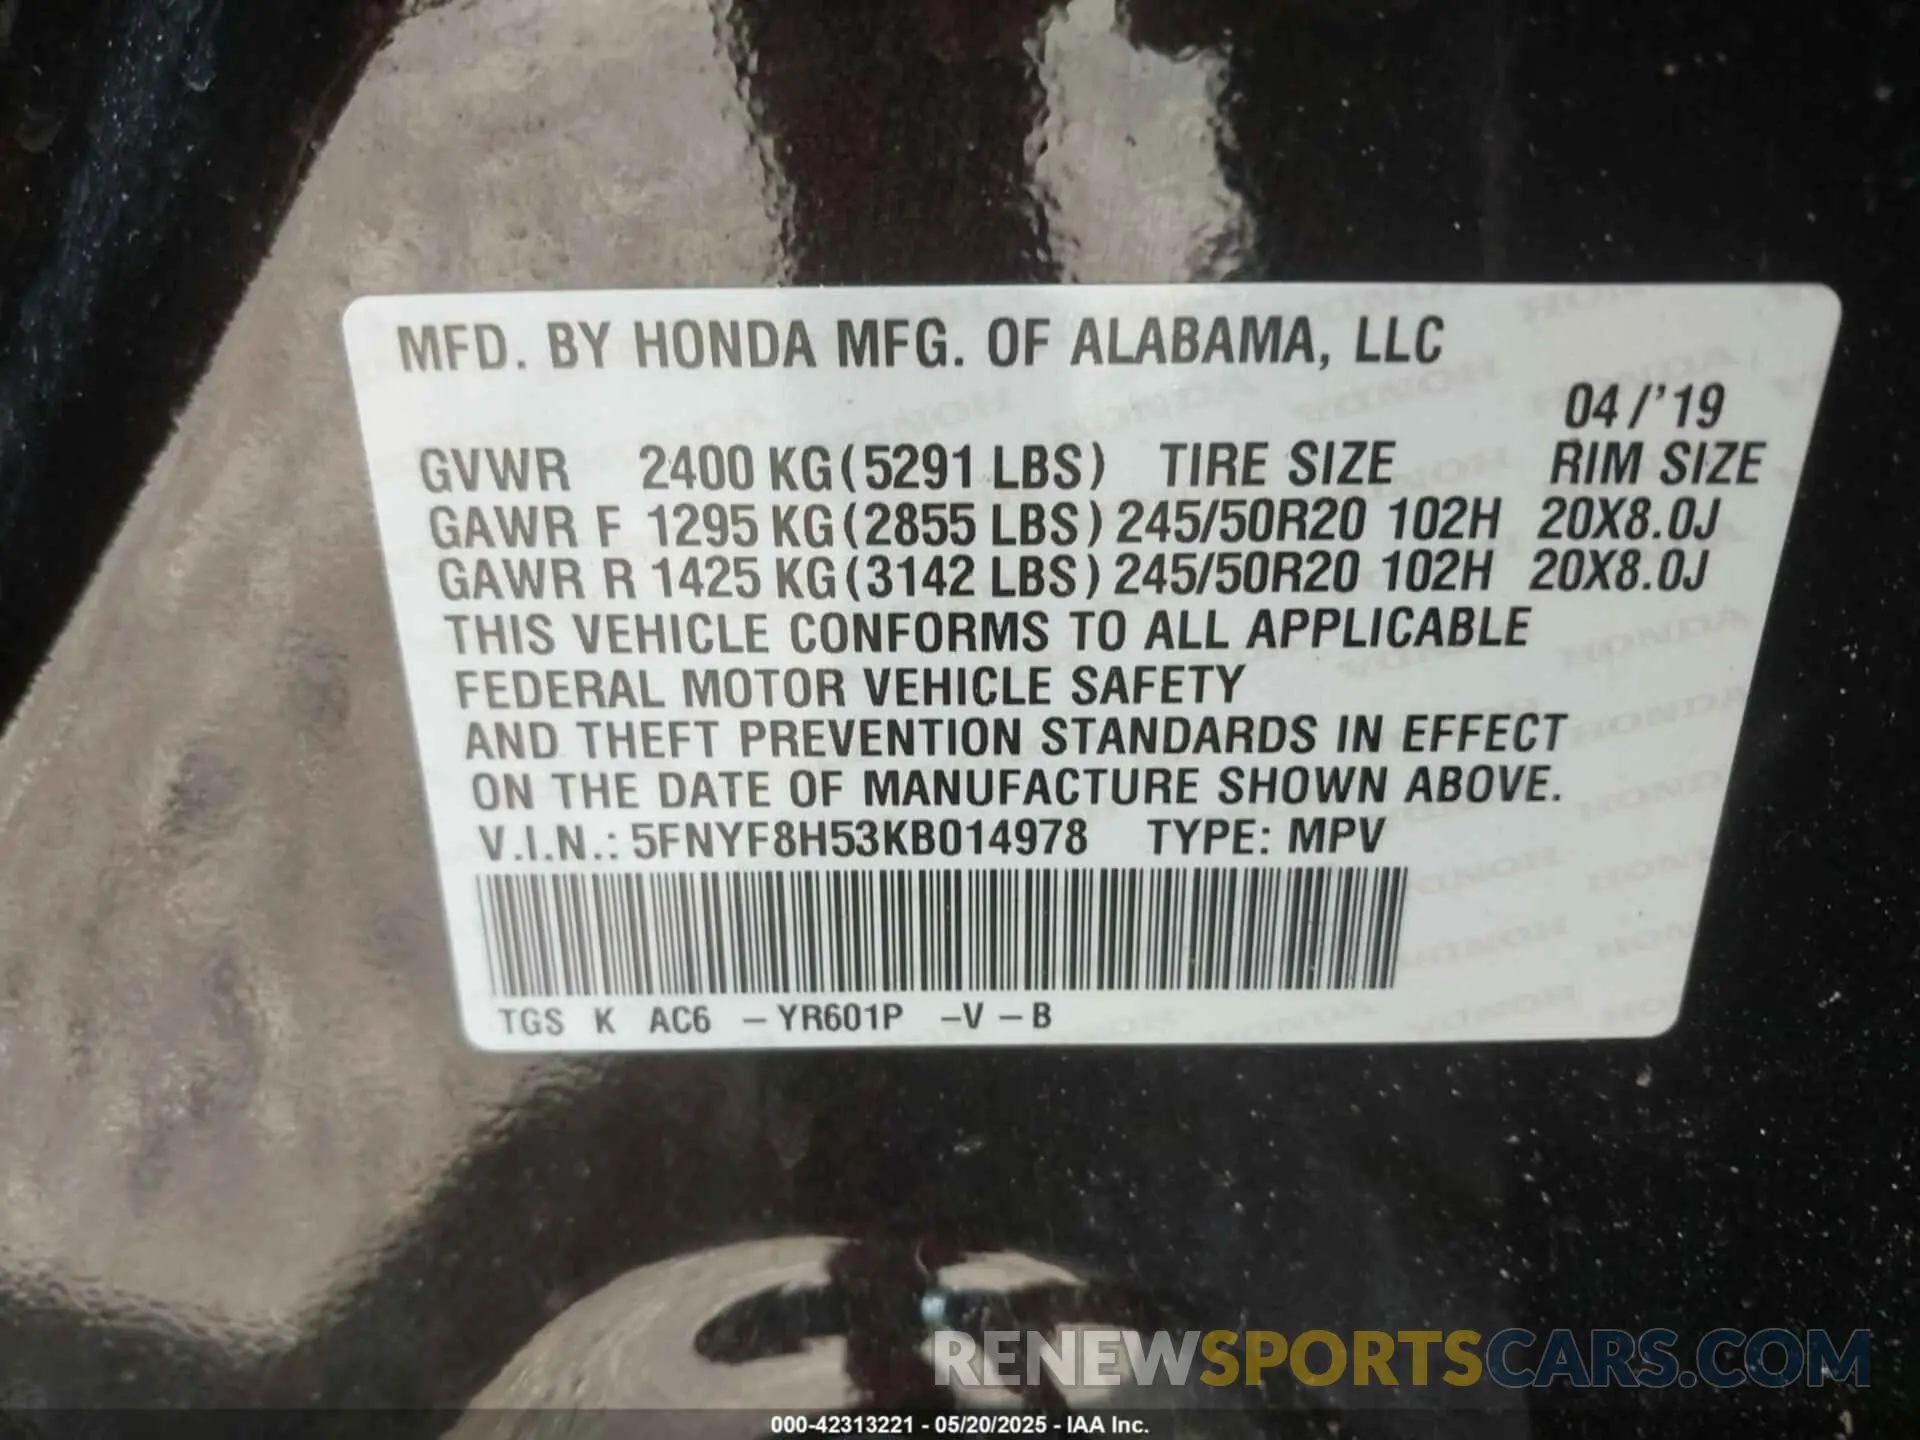 MFD. BY HONDA MFG. OF ALABAMA, LLC
04/'19
GVWR 2400 KG (5291 LBS) TIRE SIZE RIM SIZE
GAWR F 1295 KG (2855 LBS) 245/50R20 102H 20X8.0J
GAWR R 1425 KG (3142 LBS) 245/50R20 102H 20X8.0J
THIS VEHICLE CONFORMS TO ALL APPLICABLE
FEDERAL MOTOR VEHICLE SAFETY
AND THEFT PREVENTION STANDARDS IN EFFECT
ON THE DATE OF MANUFACTURE SHOWN ABOVE.
V.I.N.: 5FNYF8H53KB014978 TYPE: MPV
TGS K AC6 – YR601P –V – B
RENEWSPORTSCARS.COM
000-42313221 - 05/20/2025 - IAA Inc.